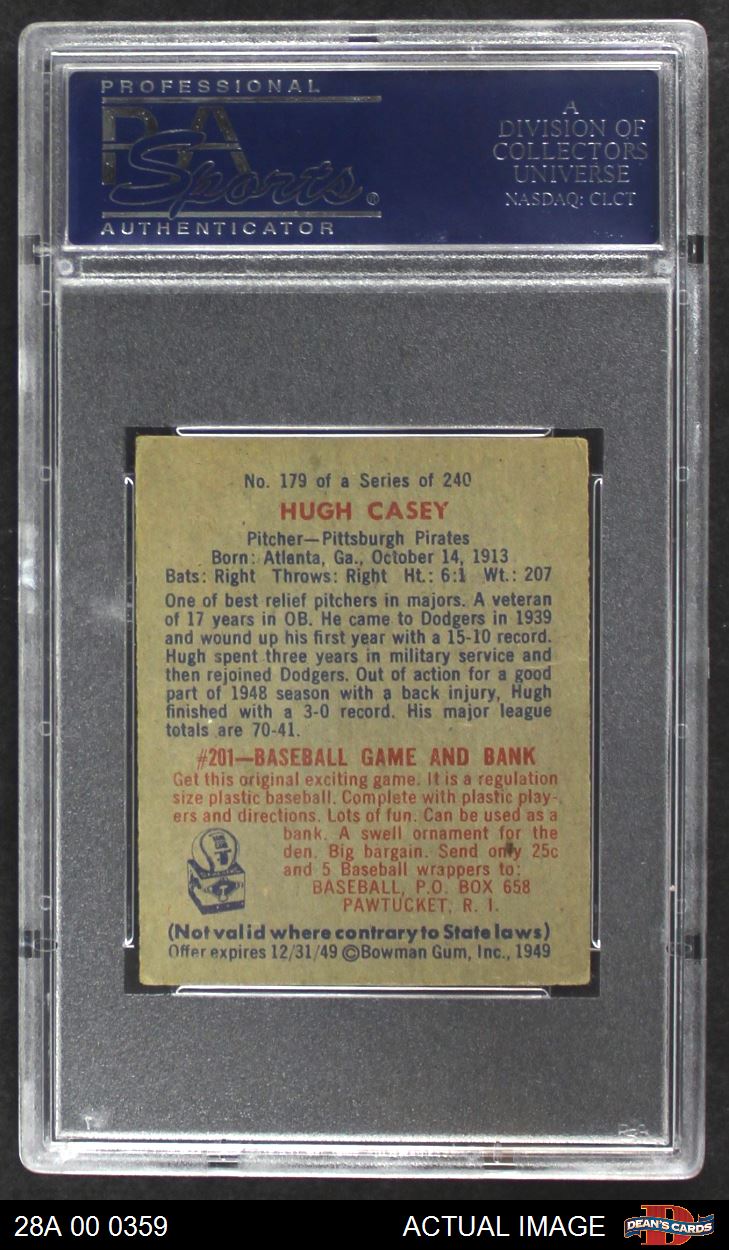 PROFESSIONAL
PSA
Sports®
AUTHENTICATOR
A
DIVISION OF
COLLECTORS
UNIVERSE
NASDAQ: CLCT
No. 179 of a Series of 240
HUGH CASEY
Pitcher—Pittsburgh Pirates
Born: Atlanta, Ga., October 14, 1913
Bats: Right Throws: Right Ht.: 6:1 Wt.: 207
One of best relief pitchers in majors. A veteran
of 17 years in OB. He came to Dodgers in 1939
and wound up his first year with a 15-10 record.
Hugh spent three years in military service and
then rejoined Dodgers. Out of action for a good
part of 1948 season with a back injury, Hugh
finished with a 3-0 record. His major league
totals are 70-41.
#201—BASEBALL GAME AND BANK
Get this original exciting game. It is a regulation
size plastic baseball. Complete with plastic play-
ers and directions. Lots of fun. Can be used as a
bank. A swell ornament for the
den. Big bargain. Send only 25c
and 5 Baseball wrappers to:
BASEBALL, P.O. BOX 658
PAWTUCKET, R. I.
(Not valid where contrary to State laws)
Offer expires 12/31/49 ©Bowman Gum, Inc., 1949
PSA
28A 00 0359
ACTUAL IMAGE
DEAN'S CARDS